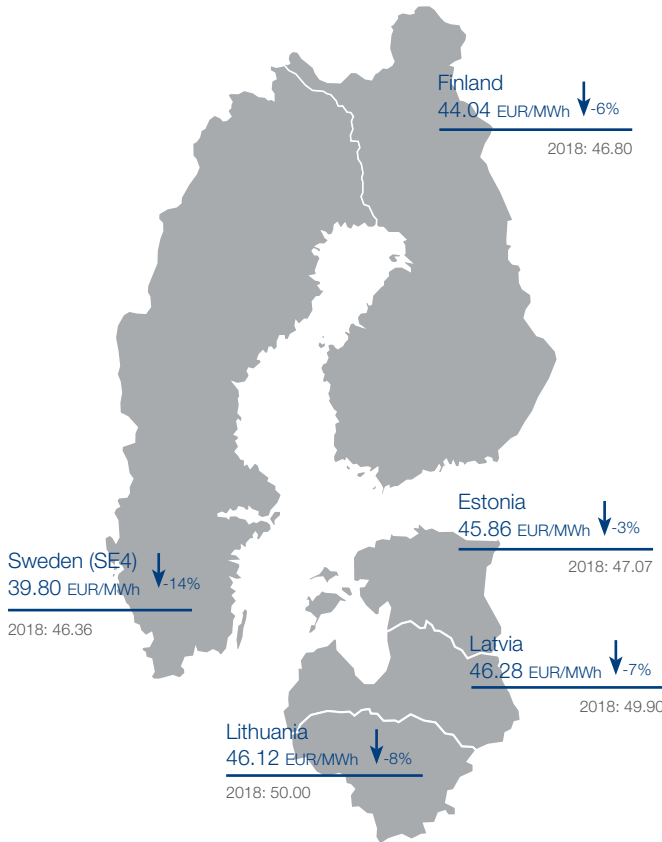 Finland
44.04 EUR/MWh -6%
2018: 46.80
Estonia
45.86 EUR/MWh -3%
2018: 47.07
Sweden (SE4)
39.80 EUR/MWh -14%
2018: 46.36
Latvia
46.28 EUR/MWh -7%
2018: 49.90
Lithuania
46.12 EUR/MWh -8%
2018: 50.00